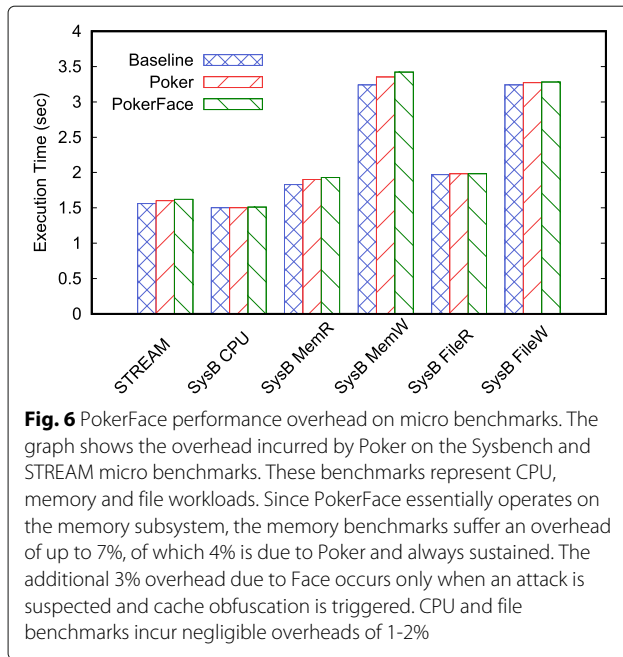 4
3.5
3
2.5
2
1.5
1
0.5
0
Execution Time (sec)
Baseline
Poker
PokerFace
STREAM
SysB CPU
SysB MemR
SysB MemW
SysB FileR
SysB FileW
Fig. 6 PokerFace performance overhead on micro benchmarks. The
graph shows the overhead incurred by Poker on the Sysbench and
STREAM micro benchmarks. These benchmarks represent CPU,
memory and file workloads. Since PokerFace essentially operates on
the memory subsystem, the memory benchmarks suffer an overhead
of up to 7%, of which 4% is due to Poker and always sustained. The
additional 3% overhead due to Face occurs only when an attack is
suspected and cache obfuscation is triggered. CPU and file
benchmarks incur negligible overheads of 1-2%